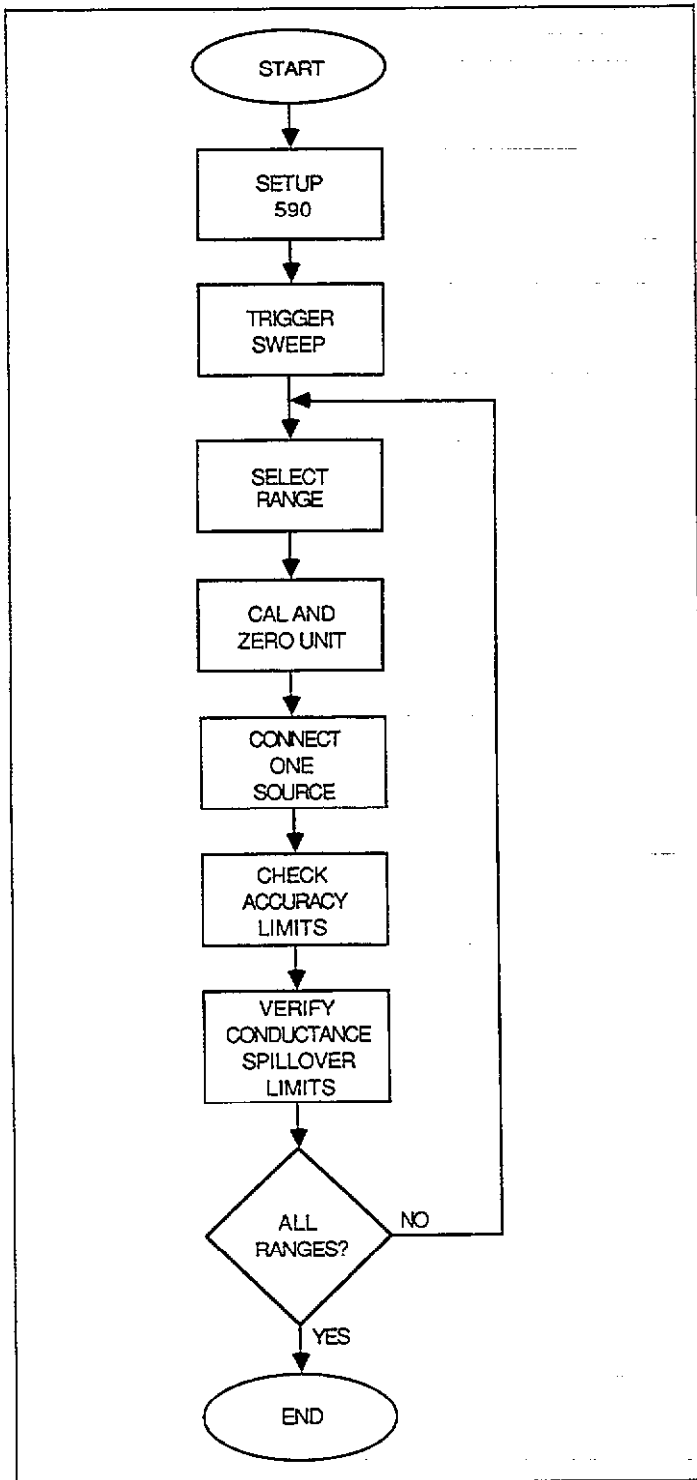 START
SETUP
590
TRIGGER
SWEEP
SELECT
RANGE
CAL AND
ZERO UNIT
CONNECT
ONE
SOURCE
CHECK
ACCURACY
LIMITS
VERIFY
CONDUCTANCE
SPILLOVER
LIMITS
ALL
RANGES?
NO
YES
END